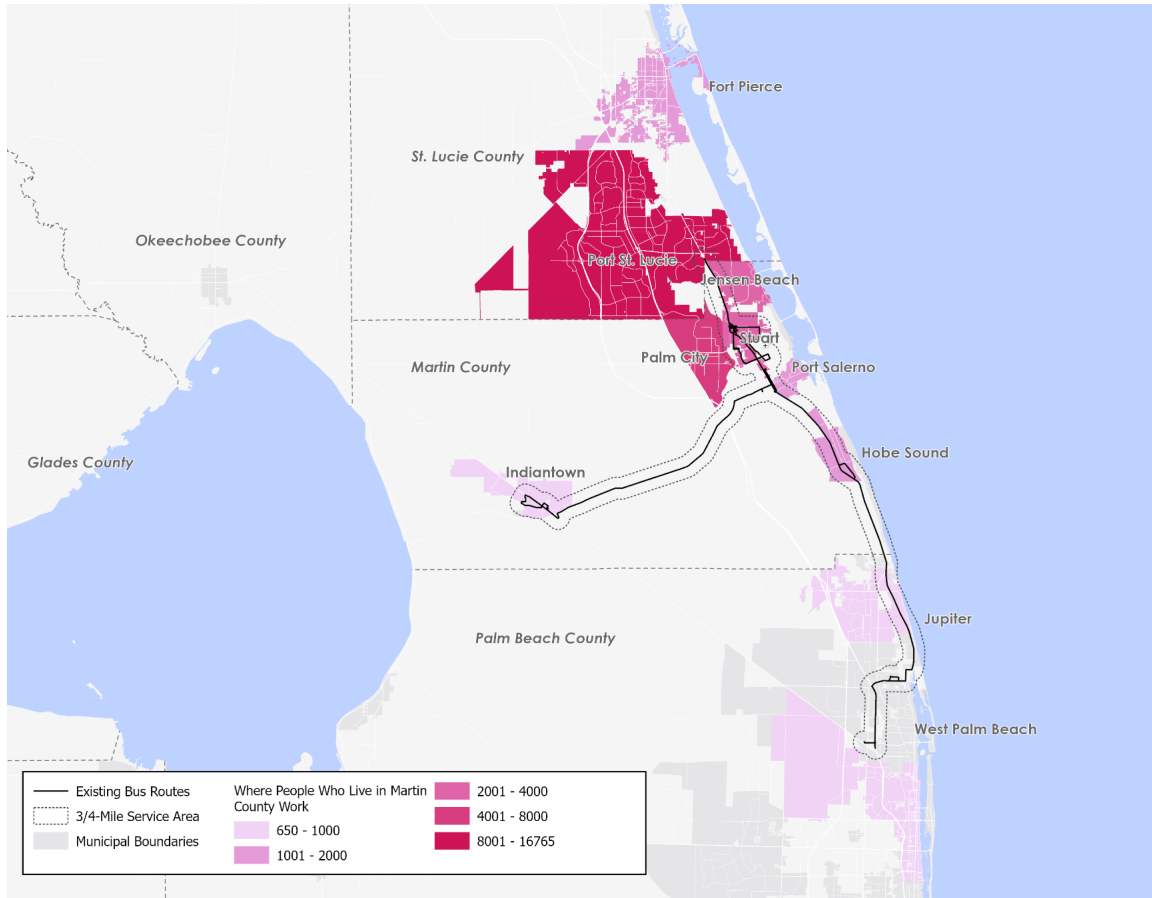 Fort Pierce
St. Lucie County
Okeechobee County
Port St. Lucie
Jensen Beach
Stuart
Palm City
Martin County
Port Salerno
Hobe Sound
Glades County
Indiantown
Jupiter
Palm Beach County
West Palm Beach
Existing Bus Routes
3/4-Mile Service Area
Municipal Boundaries
Where People Who Live in Martin
County Work
650 - 1000
1001 - 2000
2001 - 4000
4001 - 8000
8001 - 16765